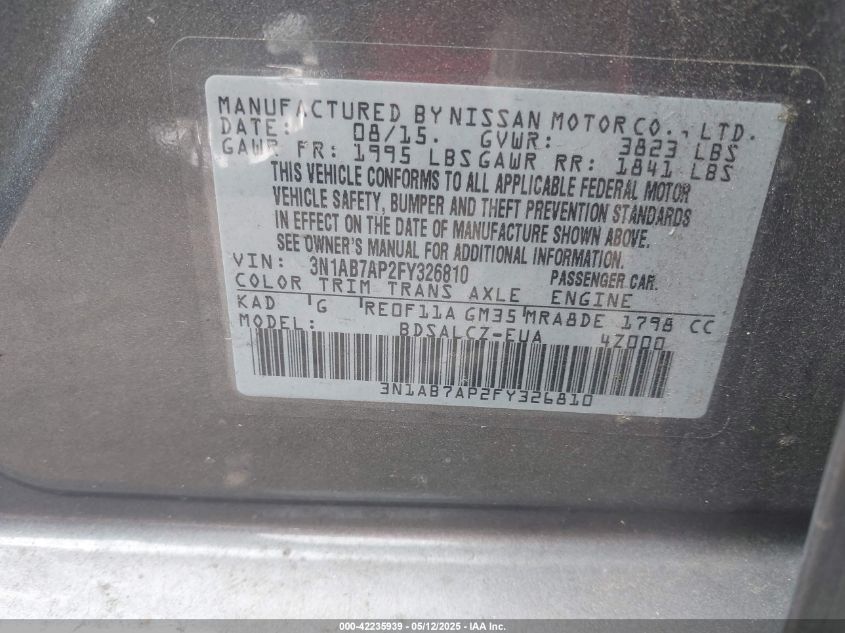 MANUFACTURED BY NISSAN MOTOR CO., LTD.
DATE: 08/15. GVWR: 3823 LBS
GAWR FR: 1995 LBS GAWR RR: 1841 LBS
THIS VEHICLE CONFORMS TO ALL APPLICABLE FEDERAL MOTOR
VEHICLE SAFETY, BUMPER AND THEFT PREVENTION STANDARDS
IN EFFECT ON THE DATE OF MANUFACTURE SHOWN ABOVE.
SEE OWNER'S MANUAL FOR ADDITIONAL INFORMATION.
VIN: 3N1AB7AP2FY326810 PASSENGER CAR.
COLOR TRIM TRANS AXLE ENGINE
KAD G RE0F11A GM35 MRA8DE 1798 CC
MODEL: BDSALCZ-EUA 4Z000
3N1AB7AP2FY326810
000-42235939 - 05/12/2025 - IAA Inc.